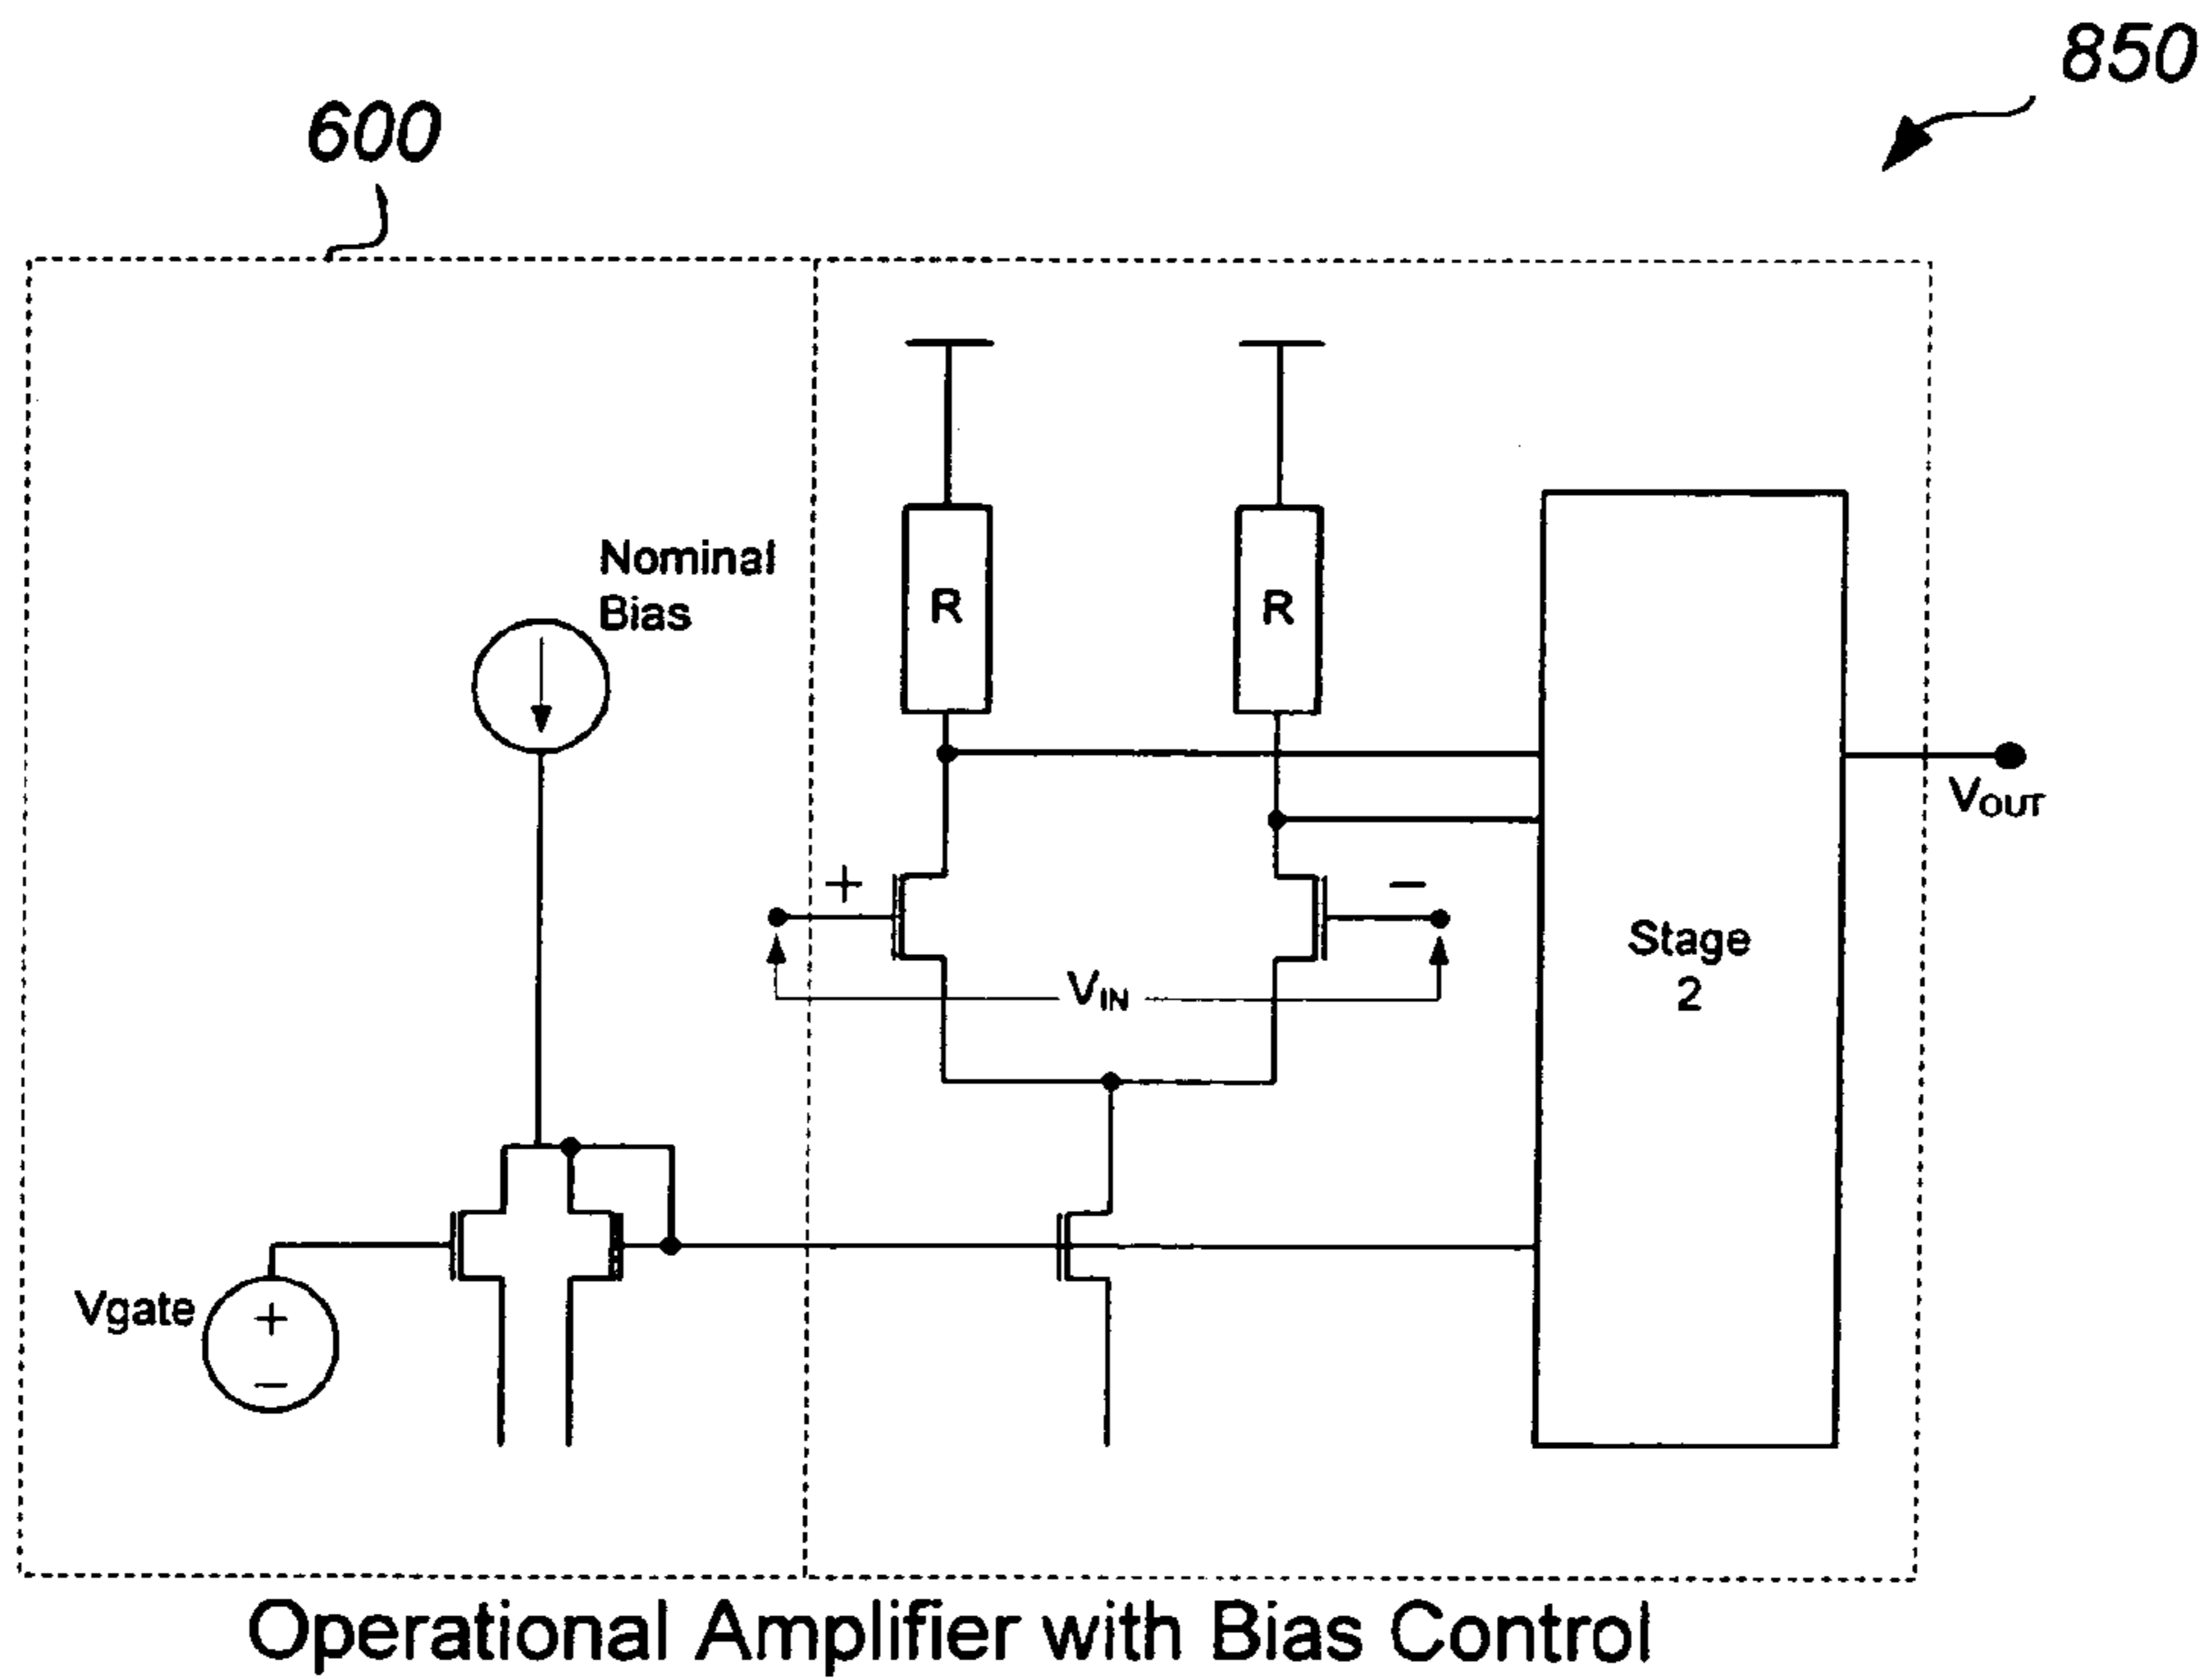 850
600
Nominal
Bias
R
R
VOUT
+
−
VIN
Stage
2
Vgate
+
−
Operational Amplifier with Bias Control